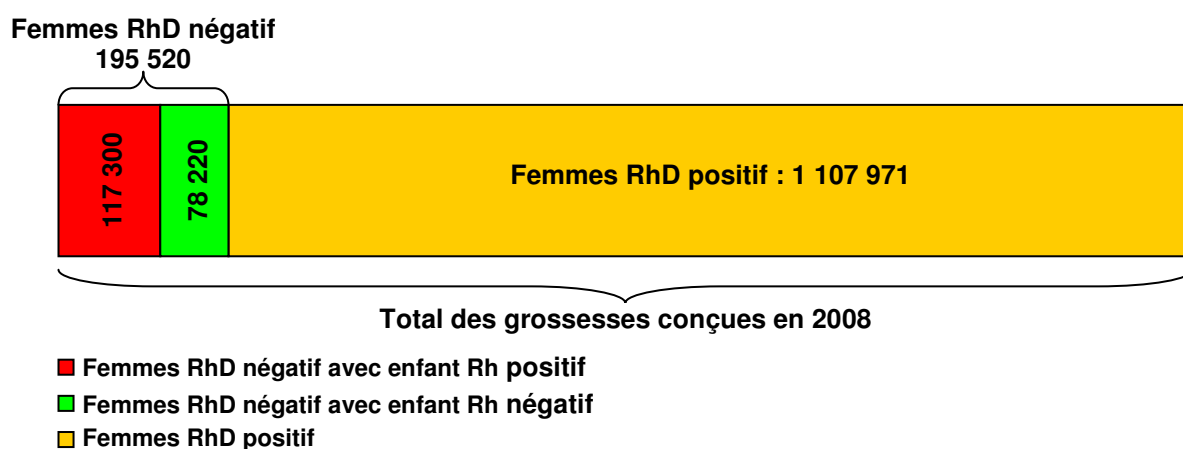 Femmes RhD négatif
195 520
117 300
78 220
Femmes RhD positif : 1 107 971
Total des grossesses conçues en 2008
Femmes RhD négatif avec enfant Rh positif
Femmes RhD négatif avec enfant Rh négatif
Femmes RhD positif